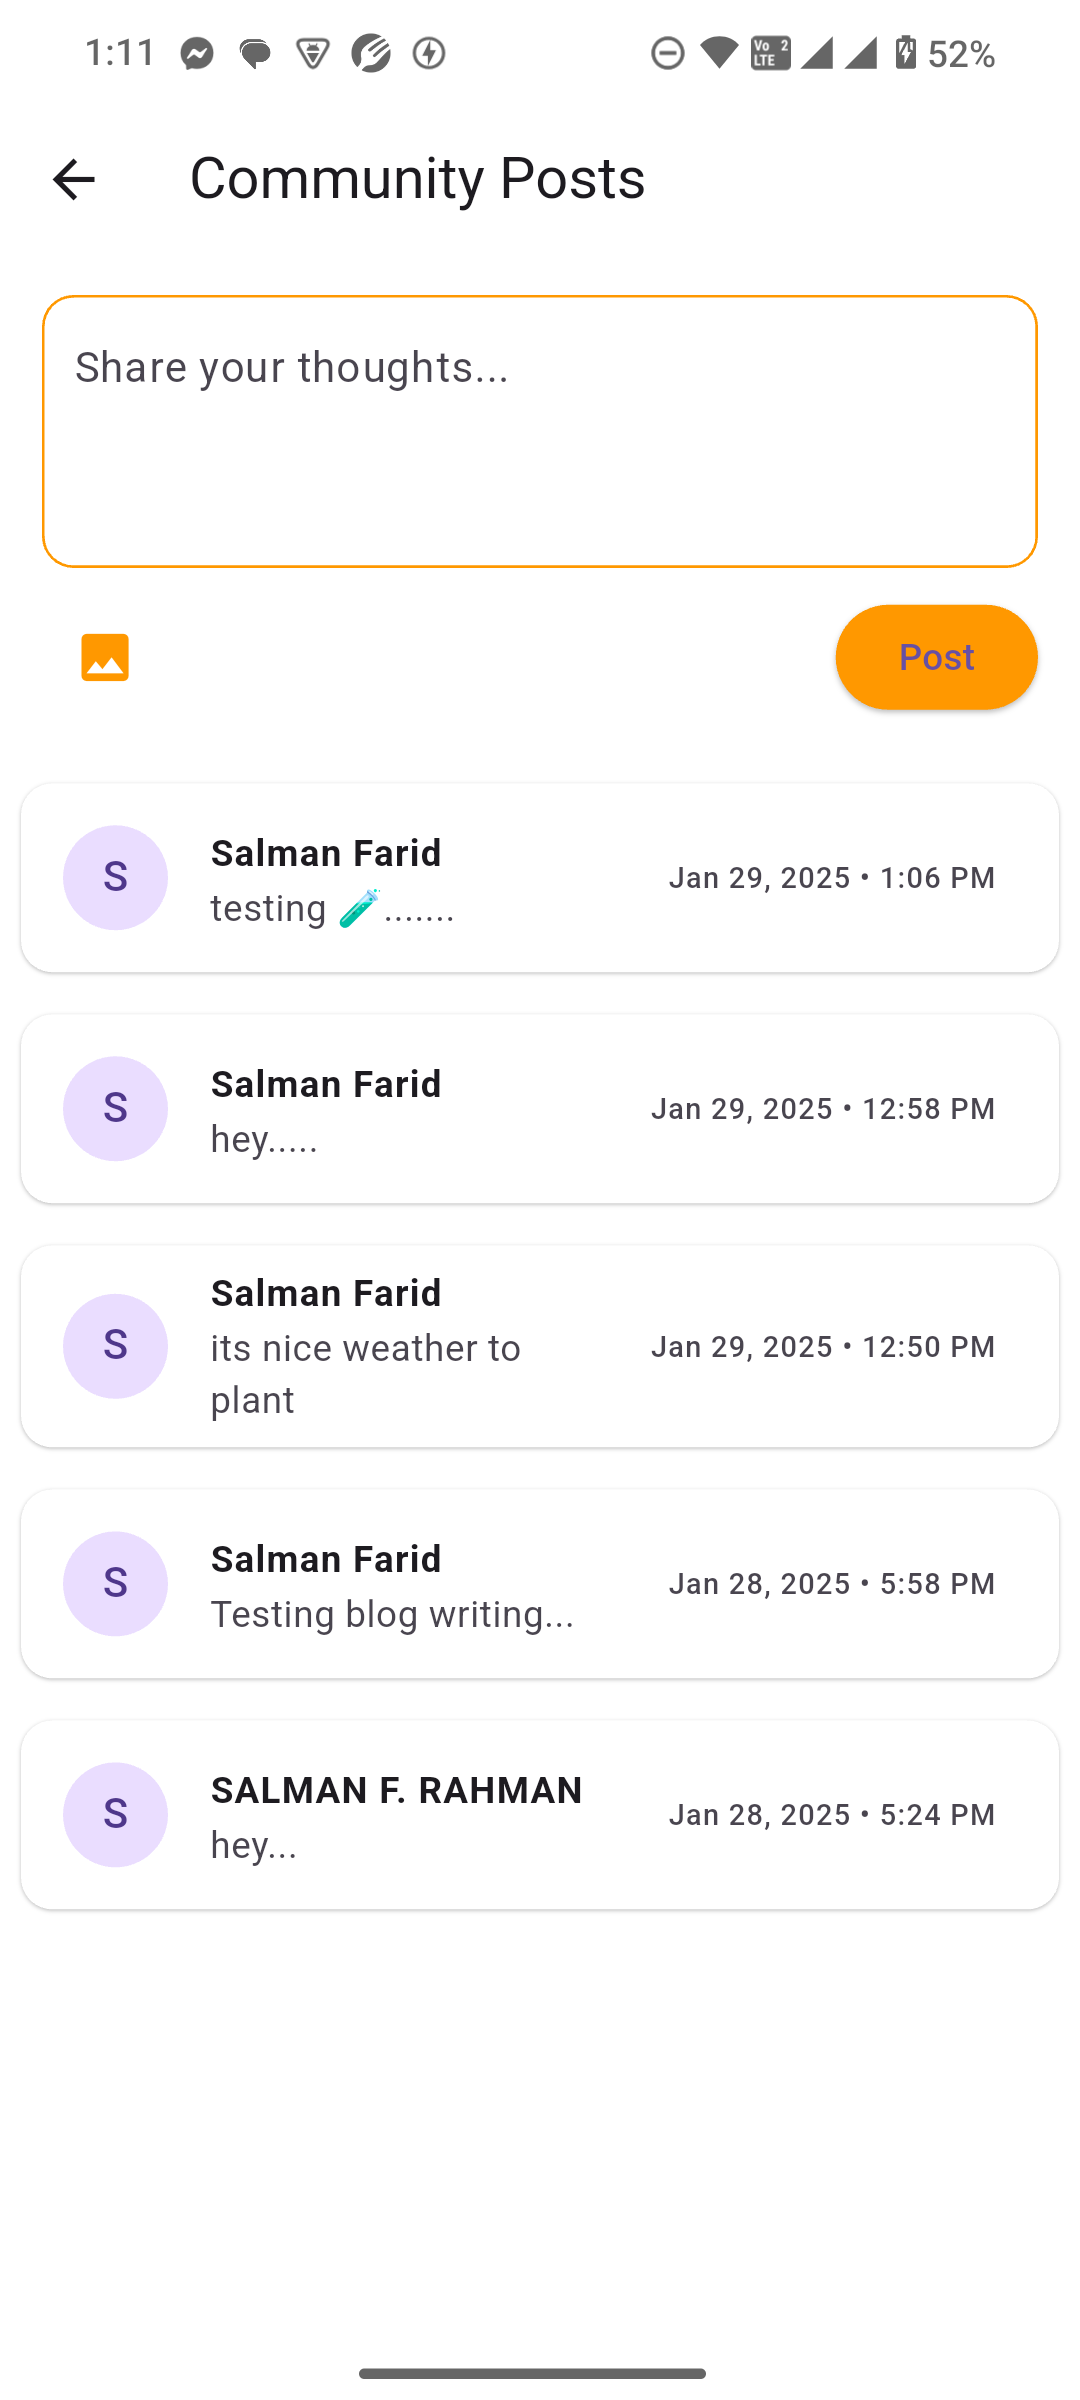 1:11
Vo 2
LTE
52%
Community Posts
Share your thoughts...
Post
S
Salman Farid
testing 🧪.......
Jan 29, 2025 • 1:06 PM
S
Salman Farid
hey.....
Jan 29, 2025 • 12:58 PM
S
Salman Farid
its nice weather to
plant
Jan 29, 2025 • 12:50 PM
S
Salman Farid
Testing blog writing...
Jan 28, 2025 • 5:58 PM
S
SALMAN F. RAHMAN
hey...
Jan 28, 2025 • 5:24 PM